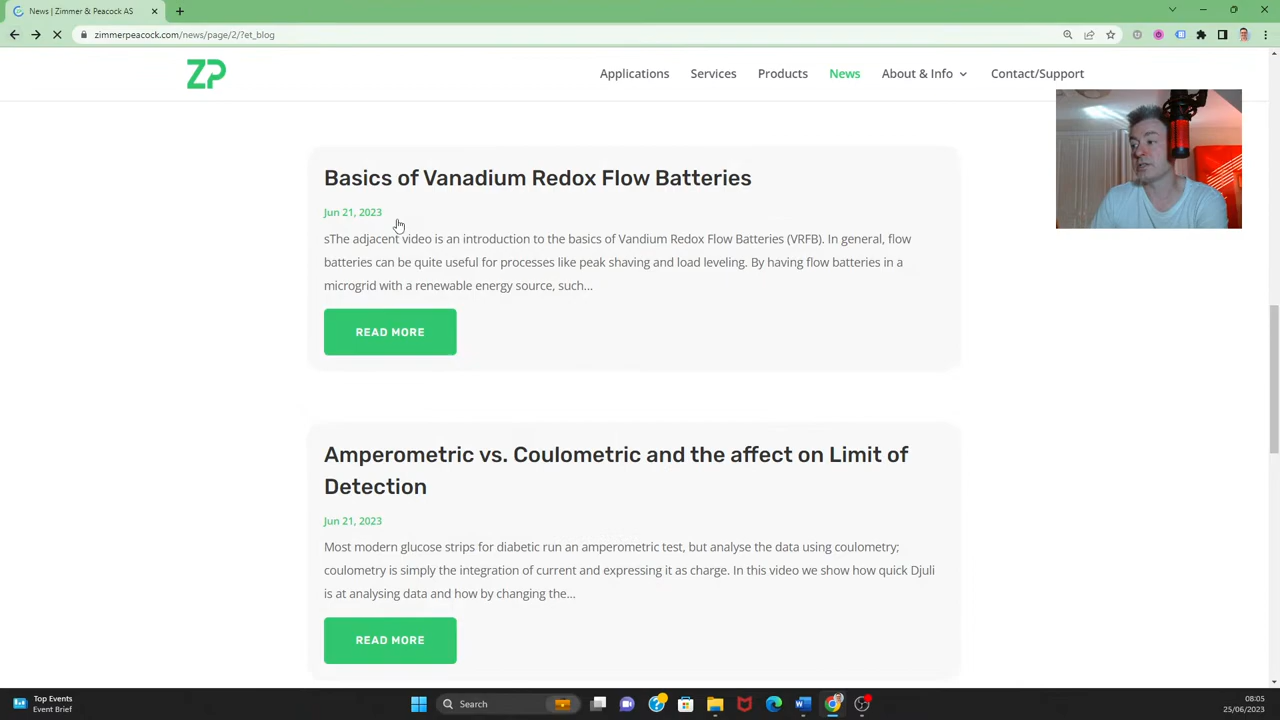 News | Zimmer & Peacock AS
zimmerpeacock.com/news/page/2/?et_blog
ZP
Applications
Services
Products
News
About & Info
Contact/Support
Basics of Vanadium Redox Flow Batteries
Jun 21, 2023
sThe adjacent video is an introduction to the basics of Vandium Redox Flow Batteries (VRFB). In general, flow
batteries can be quite useful for processes like peak shaving and load leveling. By having flow batteries in a
microgrid with a renewable energy source, such...
READ MORE
Amperometric vs. Coulometric and the affect on Limit of
Detection
Jun 21, 2023
Most modern glucose strips for diabetic run an amperometric test, but analyse the data using coulometry;
coulometry is simply the integration of current and expressing it as charge. In this video we show how quick Djuli
is at analysing data and how by changing the...
READ MORE
Top Events
Event Brief
Search
08:05
25/06/2023